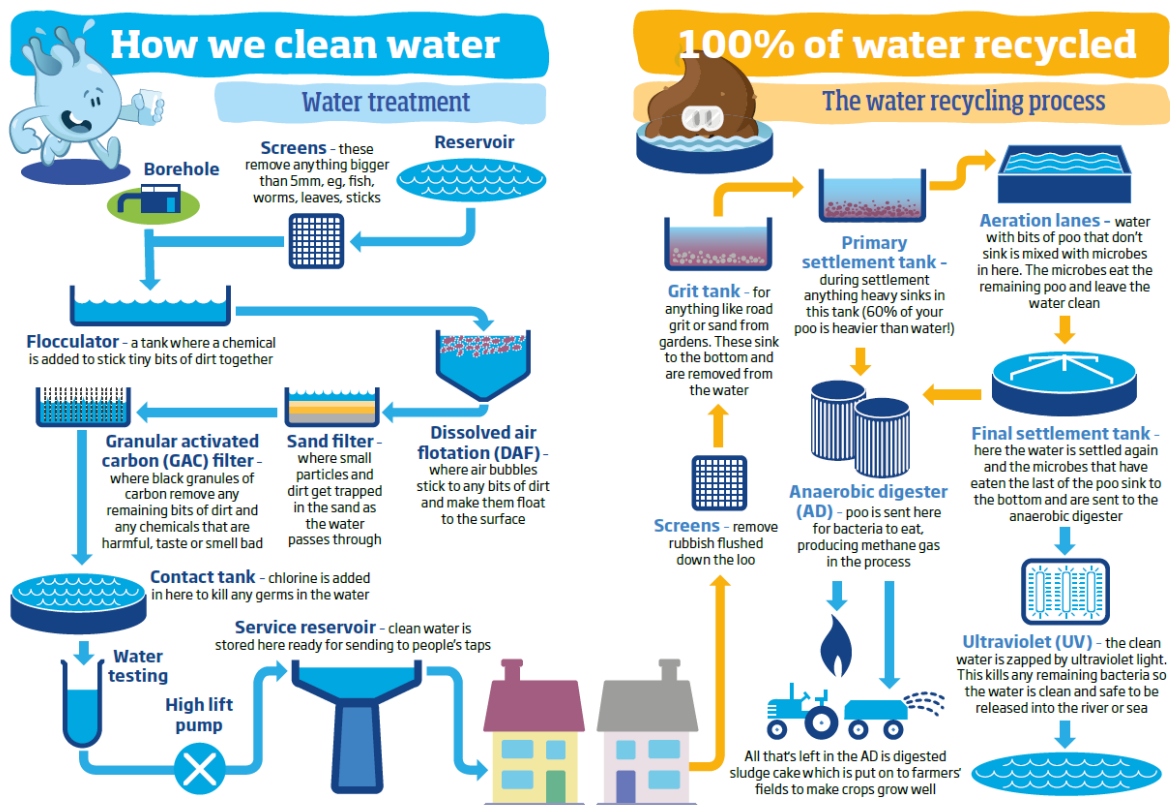 How we clean water
Water treatment
Borehole
Screens – these
remove anything bigger
than 5mm, eg, fish,
worms, leaves, sticks
Reservoir
Flocculator – a tank where a chemical
is added to stick tiny bits of dirt together
Dissolved air
flotation (DAF) –
where air bubbles
stick to any bits of dirt
and make them float
to the surface
Sand filter –
where small
particles and
dirt get trapped
in the sand as
the water
passes through
Granular activated
carbon (GAC) filter –
where black granules of
carbon remove any
remaining bits of dirt and
any chemicals that are
harmful, taste or smell bad
Contact tank – chlorine is added
in here to kill any germs in the water
Water
testing
High lift
pump
Service reservoir – clean water is
stored here ready for sending to people's taps
100% of water recycled
The water recycling process
Screens – remove
rubbish flushed
down the loo
Grit tank – for
anything like road
grit or sand from
gardens. These sink
to the bottom and
are removed from
the water
Primary
settlement tank –
during settlement
anything heavy sinks in
this tank (60% of your
poo is heavier than water!)
Aeration lanes – water
with bits of poo that don't
sink is mixed with microbes
in here. The microbes eat the
remaining poo and leave the
water clean
Final settlement tank –
here the water is settled again
and the microbes that have
eaten the last of the poo sink to
the bottom and are sent to the
anaerobic digester
Anaerobic digester
(AD) – poo is sent here
for bacteria to eat,
producing methane gas
in the process
All that's left in the AD is digested
sludge cake which is put on to farmers'
fields to make crops grow well
Ultraviolet (UV) – the clean
water is zapped by ultraviolet light.
This kills any remaining bacteria so
the water is clean and safe to be
released into the river or sea